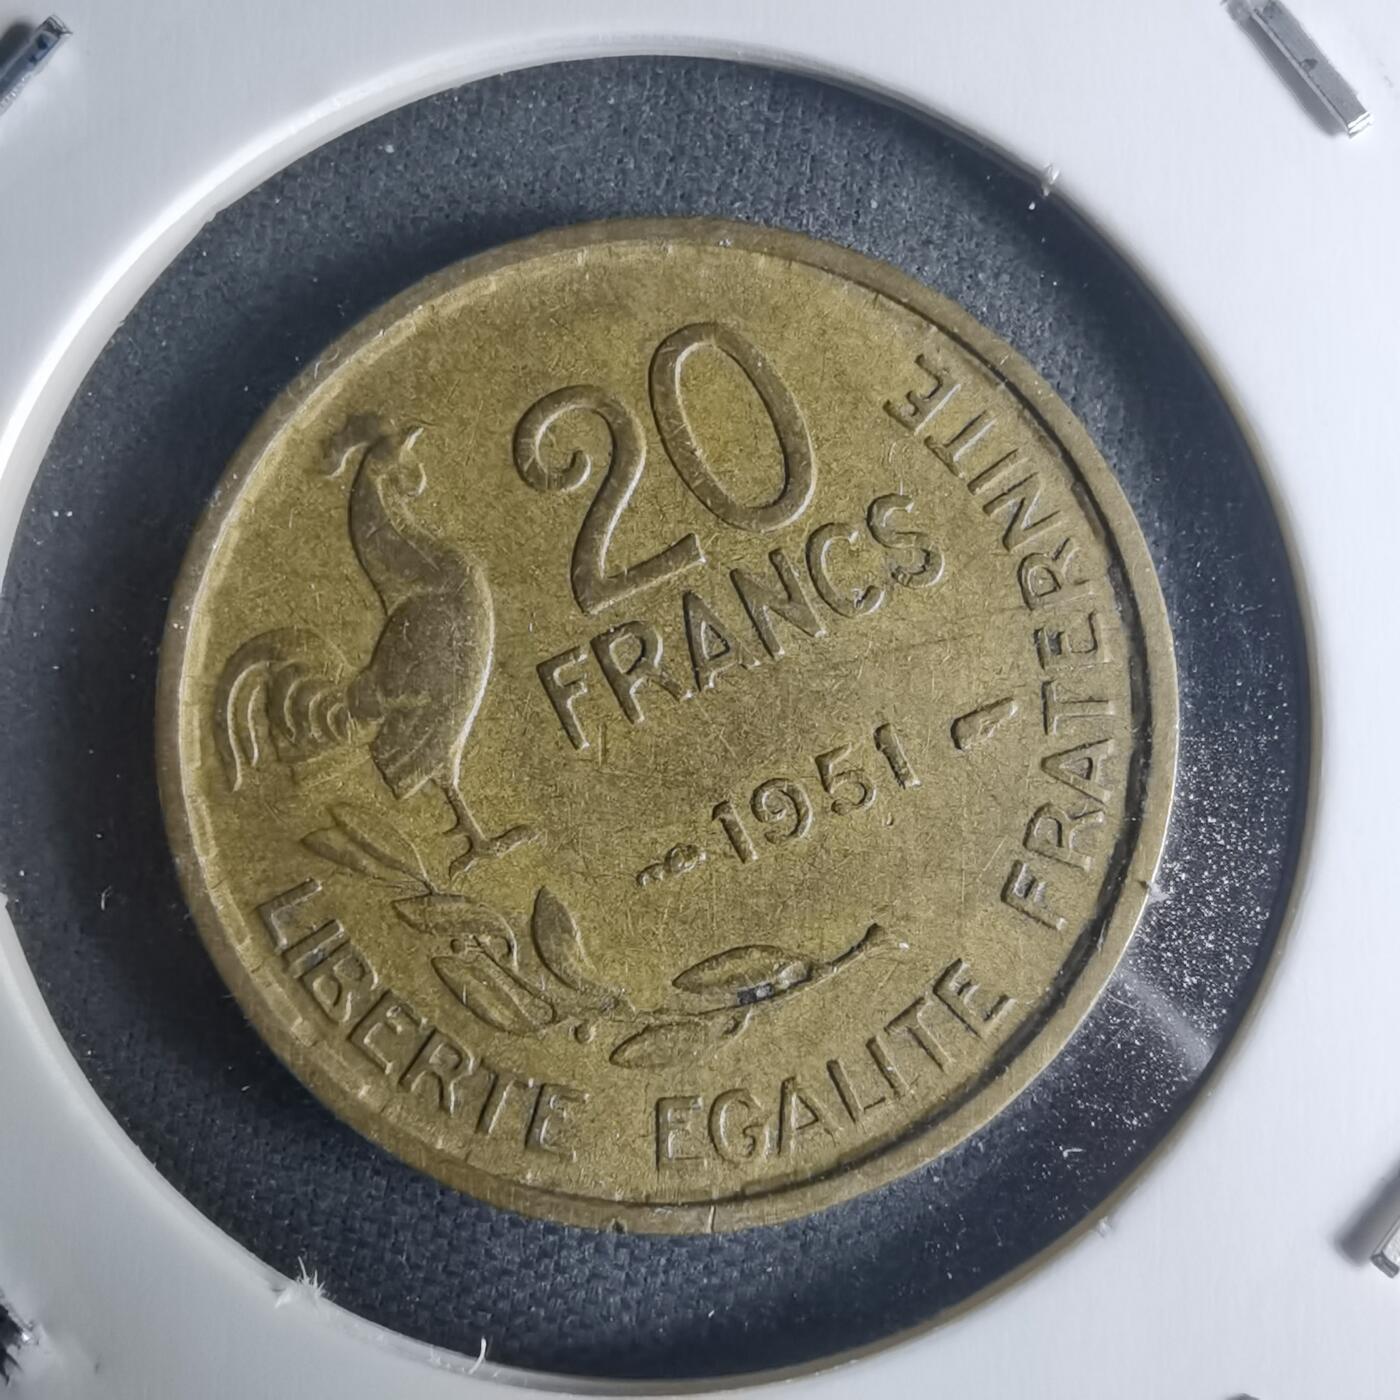 20
FRANCS
1951
LIBERTE EGALITE FRATERNITE